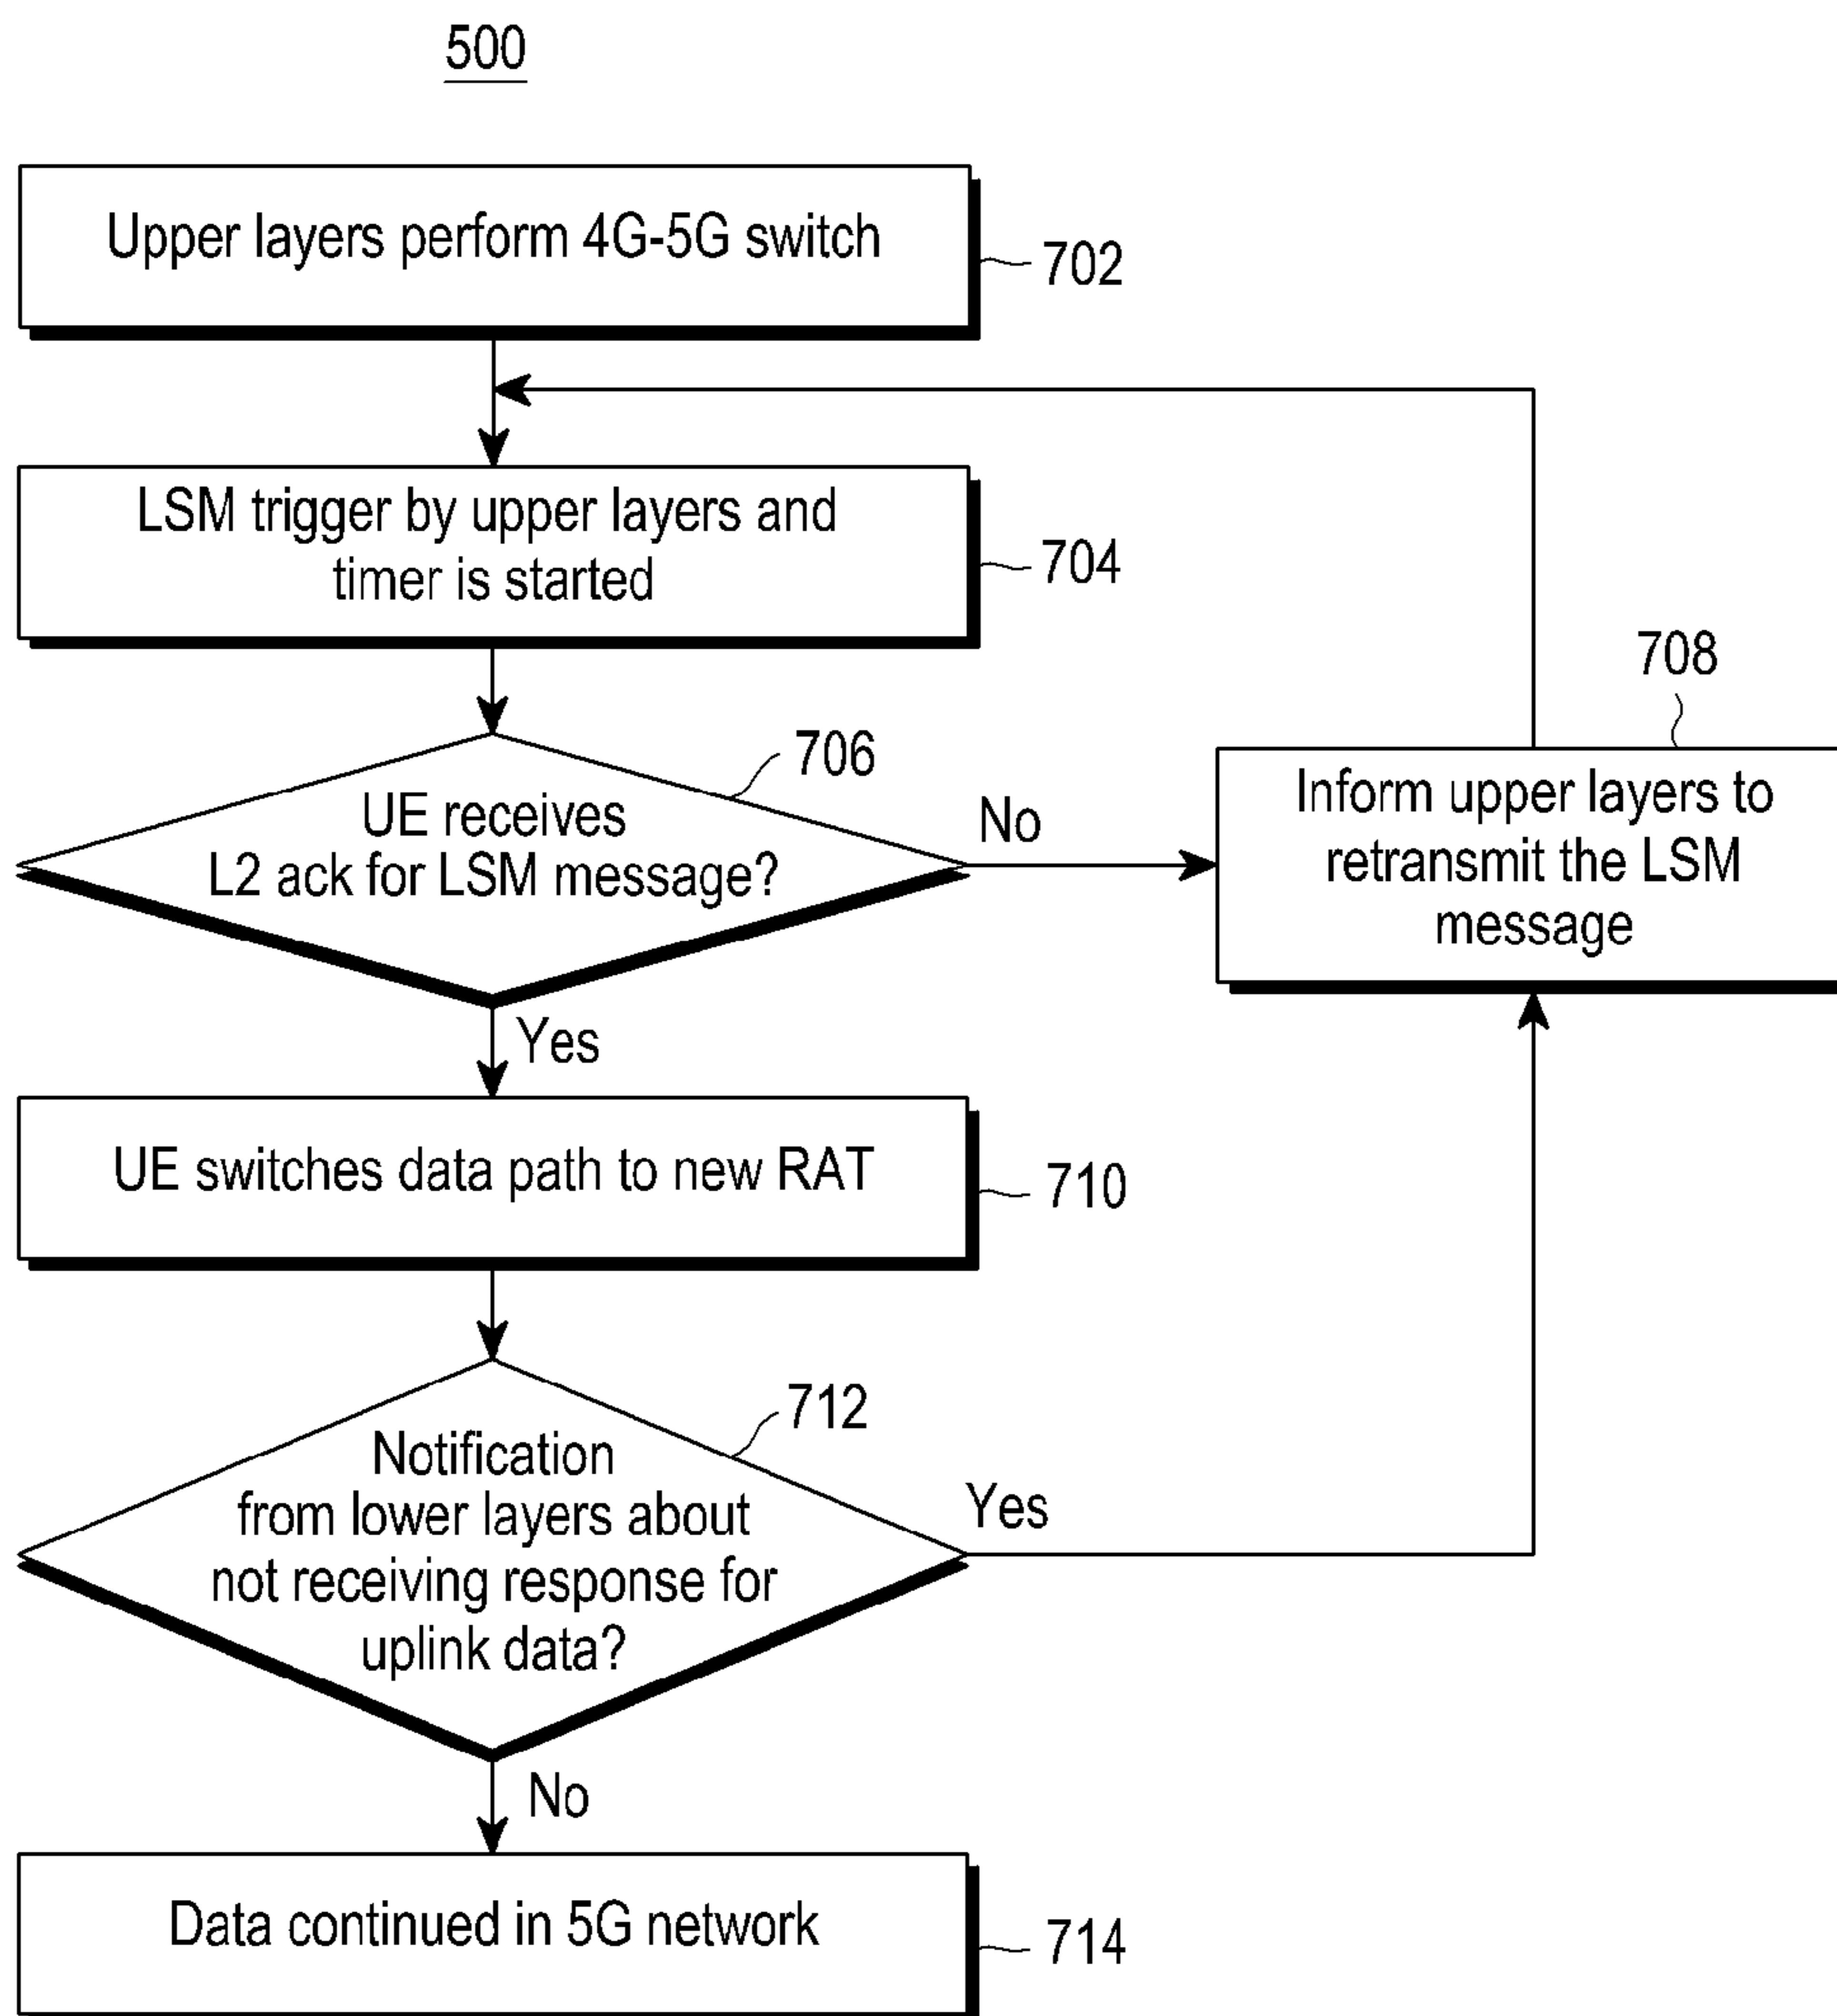 500
Upper layers perform 4G-5G switch
702
LSM trigger by upper layers and
timer is started
704
706
UE receives
L2 ack for LSM message?
No
708
Inform upper layers to
retransmit the LSM
message
Yes
UE switches data path to new RAT
710
712
Notification
from lower layers about
not receiving response for
uplink data?
Yes
No
Data continued in 5G network
714